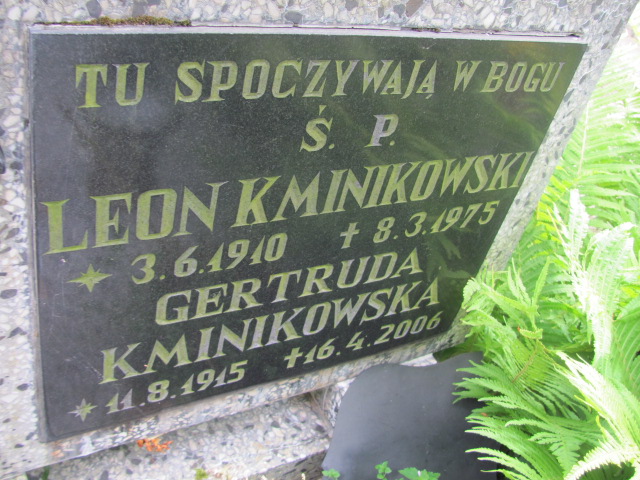 TU SPOCZYWAJĄ W BOGU
Ś. P.
LEON KMINIKOWSKI
3.6.1910 † 8.3.1975
GERTRUDA
KMINIKOWSKA
11.8.1915 † 16.4.2006